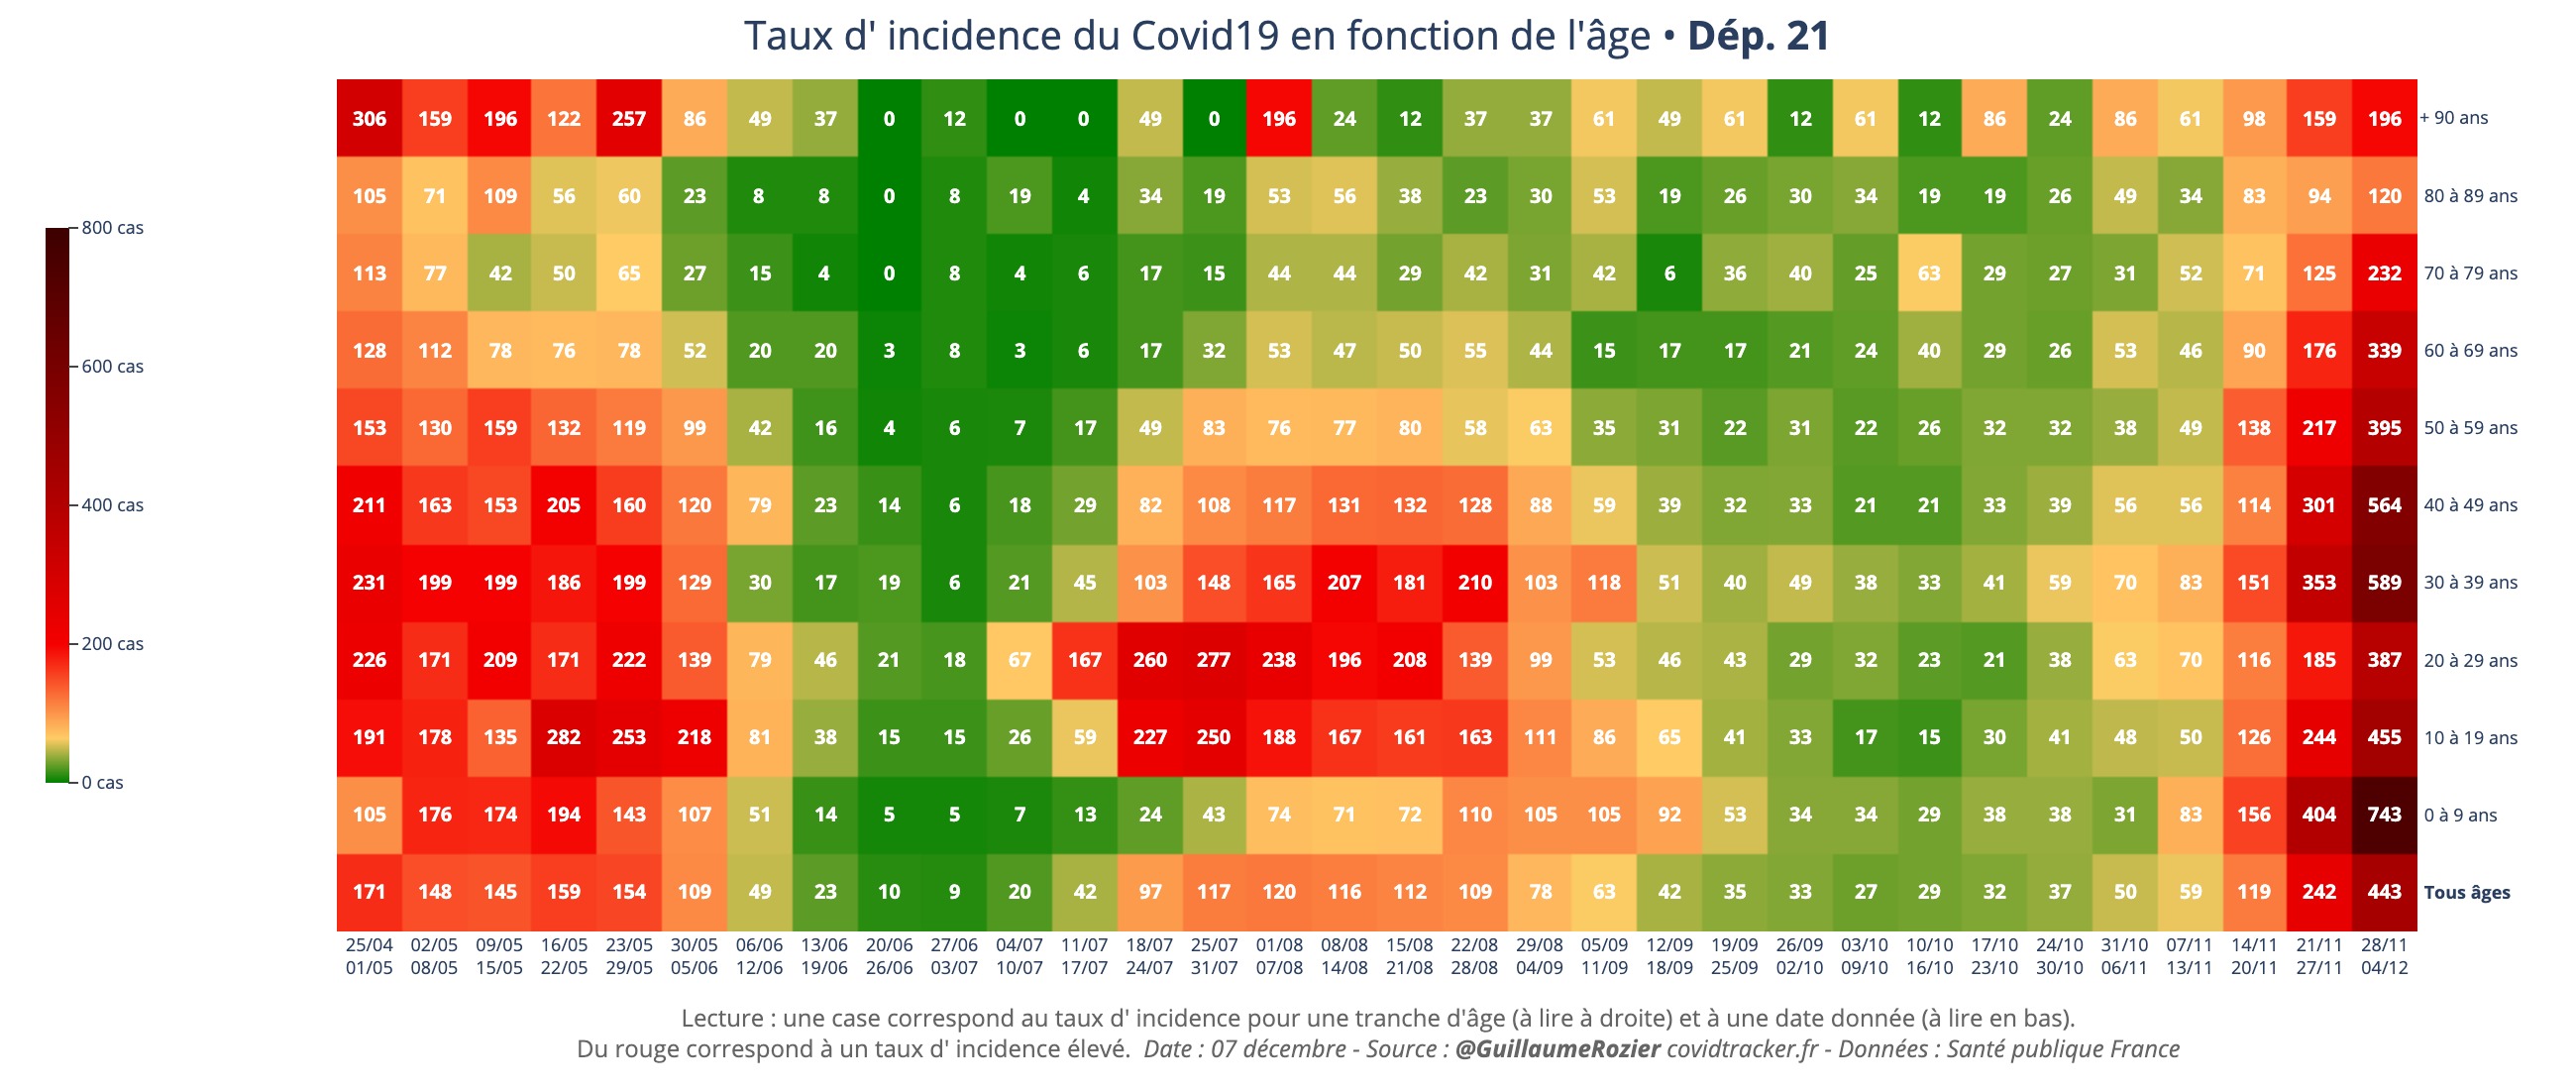 Taux d' incidence du Covid19 en fonction de l'âge • Dép. 21
306 159 196 122 257 86 49 37 0 12 0 0 49 0 196 24 12 37 37 61 49 61 12 61 12 86 24 86 61 98 159 196 + 90 ans
105 71 109 56 60 23 8 8 0 8 19 4 34 19 53 56 38 23 30 53 19 26 30 34 19 19 26 49 34 83 94 120 80 à 89 ans
800 cas
113 77 42 50 65 27 15 4 0 8 4 6 17 15 44 44 29 42 31 42 6 36 40 25 63 29 27 31 52 71 125 232 70 à 79 ans
128 112 78 76 78 52 20 20 3 8 3 6 17 32 53 47 50 55 44 15 17 17 21 24 40 29 26 53 46 90 176 339 60 à 69 ans
600 cas
153 130 159 132 119 99 42 16 4 6 7 17 49 83 76 77 80 58 63 35 31 22 31 22 26 32 32 38 49 138 217 395 50 à 59 ans
400 cas
211 163 153 205 160 120 79 23 14 6 18 29 82 108 117 131 132 128 88 59 39 32 33 21 21 33 39 56 56 114 301 564 40 à 49 ans
231 199 199 186 199 129 30 17 19 6 21 45 103 148 165 207 181 210 103 118 51 40 49 38 33 41 59 70 83 151 353 589 30 à 39 ans
200 cas
226 171 209 171 222 139 79 46 21 18 67 167 260 277 238 196 208 139 99 53 46 43 29 32 23 21 38 63 70 116 185 387 20 à 29 ans
191 178 135 282 253 218 81 38 15 15 26 59 227 250 188 167 161 163 111 86 65 41 33 17 15 30 41 48 50 126 244 455 10 à 19 ans
0 cas
105 176 174 194 143 107 51 14 5 5 7 13 24 43 74 71 72 110 105 105 92 53 34 34 29 38 38 31 83 156 404 743 0 à 9 ans
171 148 145 159 154 109 49 23 10 9 20 42 97 117 120 116 112 109 78 63 42 35 33 27 29 32 37 50 59 119 242 443 Tous âges
25/04 02/05 09/05 16/05 23/05 30/05 06/06 13/06 20/06 27/06 04/07 11/07 18/07 25/07 01/08 08/08 15/08 22/08 29/08 05/09 12/09 19/09 26/09 03/10 10/10 17/10 24/10 31/10 07/11 14/11 21/11 28/11
01/05 08/05 15/05 22/05 29/05 05/06 12/06 19/06 26/06 03/07 10/07 17/07 24/07 31/07 07/08 14/08 21/08 28/08 04/09 11/09 18/09 25/09 02/10 09/10 16/10 23/10 30/10 06/11 13/11 20/11 27/11 04/12
Lecture : une case correspond au taux d' incidence pour une tranche d'âge (à lire à droite) et à une date donnée (à lire en bas).
Du rouge correspond à un taux d' incidence élevé. Date : 07 décembre - Source : @GuillaumeRozier covidtracker.fr - Données : Santé publique France